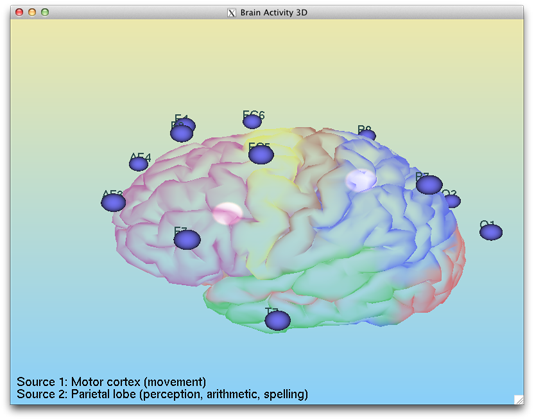 Brain Activity 3D
FC6
P8
FC5
AF4
P7
O2
AF3
O1
F7
T7
Source 1: Motor cortex (movement)
Source 2: Parietal lobe (perception, arithmetic, spelling)